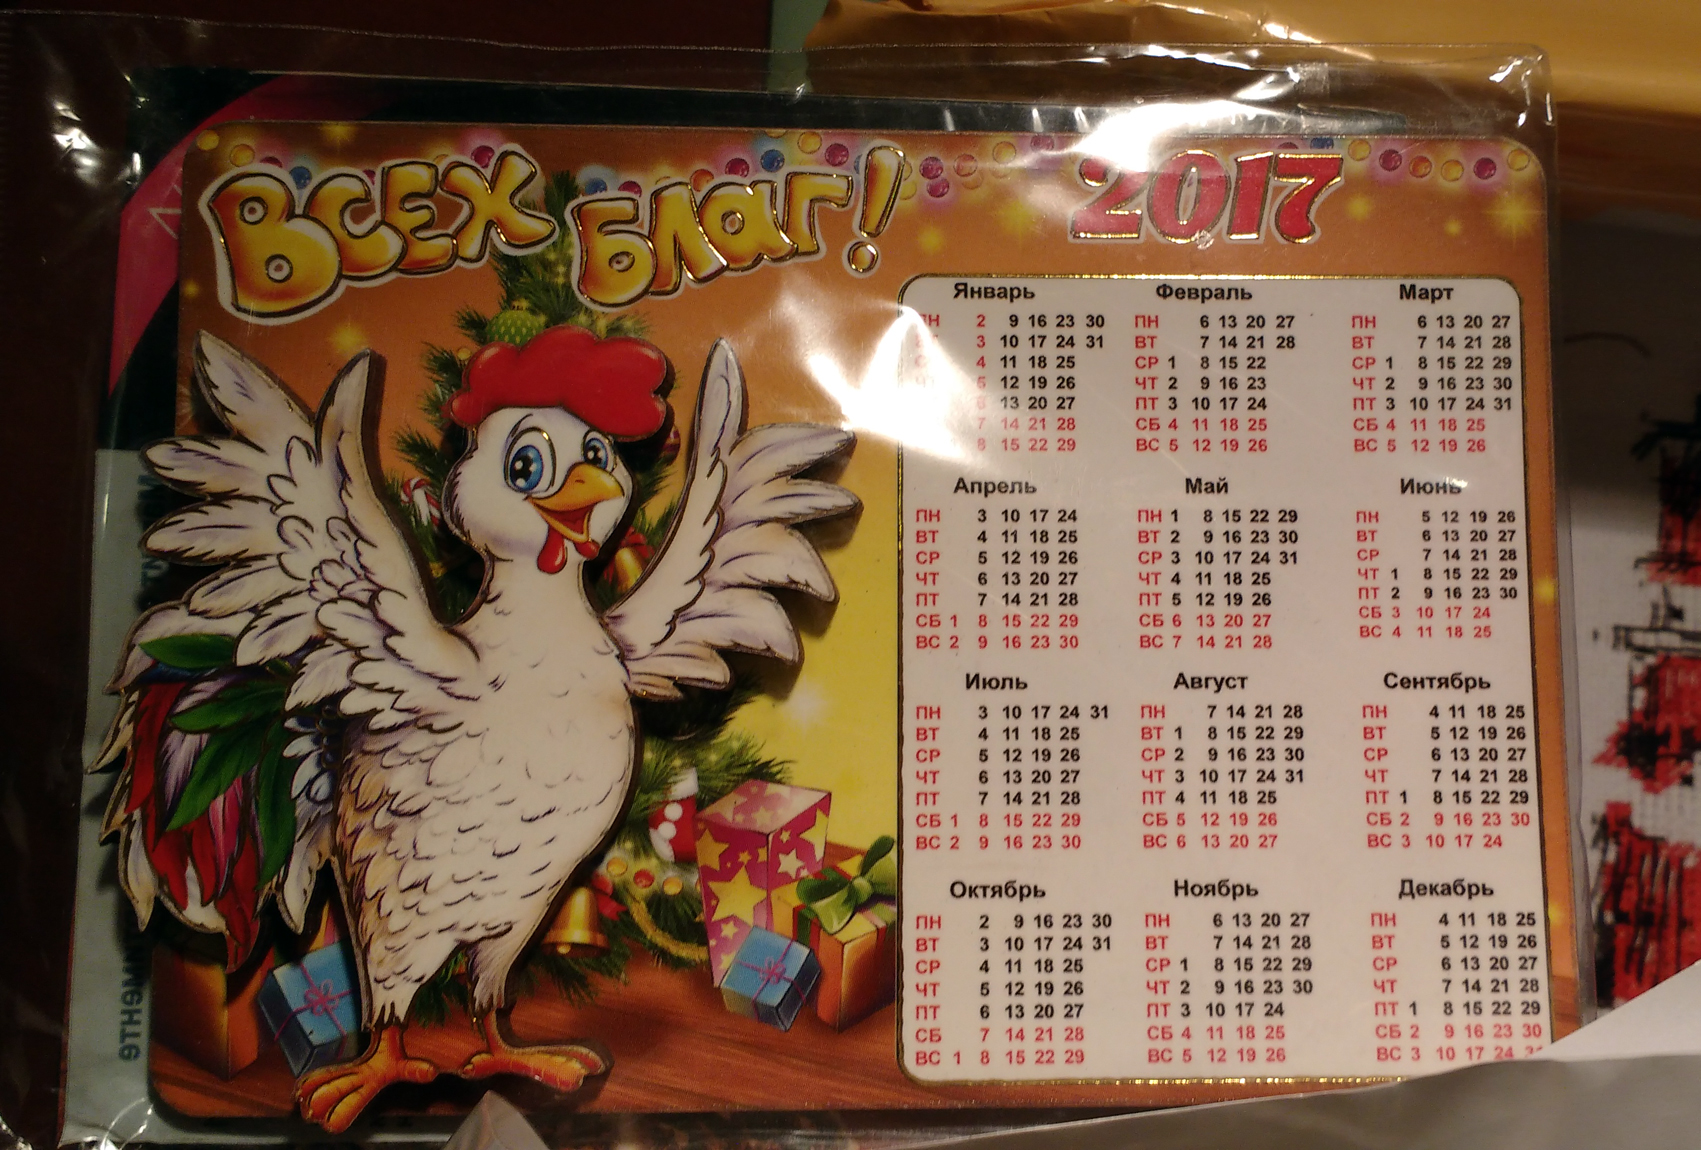 ВСЕХ БЛАГ!
2017
Январь Февраль Март
ПН 2 9 16 23 30 ПН 6 13 20 27 ПН 6 13 20 27
3 10 17 24 31 ВТ 7 14 21 28 ВТ 7 14 21 28
4 11 18 25 СР 1 8 15 22 СР 1 8 15 22 29
5 12 19 26 ЧТ 2 9 16 23 ЧТ 2 9 16 23 30
6 13 20 27 ПТ 3 10 17 24 ПТ 3 10 17 24 31
7 14 21 28 СБ 4 11 18 25 СБ 4 11 18 25
8 15 22 29 ВС 5 12 19 26 ВС 5 12 19 26
Апрель Май Июнь
ПН 3 10 17 24 ПН 1 8 15 22 29 ПН 5 12 19 26
ВТ 4 11 18 25 ВТ 2 9 16 23 30 ВТ 6 13 20 27
СР 5 12 19 26 СР 3 10 17 24 31 СР 7 14 21 28
ЧТ 6 13 20 27 ЧТ 4 11 18 25 ЧТ 1 8 15 22 29
ПТ 7 14 21 28 ПТ 5 12 19 26 ПТ 2 9 16 23 30
СБ 1 8 15 22 29 СБ 6 13 20 27 СБ 3 10 17 24
ВС 2 9 16 23 30 ВС 7 14 21 28 ВС 4 11 18 25
Июль Август Сентябрь
ПН 3 10 17 24 31 ПН 7 14 21 28 ПН 4 11 18 25
ВТ 4 11 18 25 ВТ 1 8 15 22 29 ВТ 5 12 19 26
СР 5 12 19 26 СР 2 9 16 23 30 СР 6 13 20 27
ЧТ 6 13 20 27 ЧТ 3 10 17 24 31 ЧТ 7 14 21 28
ПТ 7 14 21 28 ПТ 4 11 18 25 ПТ 1 8 15 22 29
СБ 1 8 15 22 29 СБ 5 12 19 26 СБ 2 9 16 23 30
ВС 2 9 16 23 30 ВС 6 13 20 27 ВС 3 10 17 24
Октябрь Ноябрь Декабрь
ПН 2 9 16 23 30 ПН 6 13 20 27 ПН 4 11 18 25
ВТ 3 10 17 24 31 ВТ 7 14 21 28 ВТ 5 12 19 26
СР 4 11 18 25 СР 1 8 15 22 29 СР 6 13 20 27
ЧТ 5 12 19 26 ЧТ 2 9 16 23 30 ЧТ 7 14 21 28
ПТ 6 13 20 27 ПТ 3 10 17 24 ПТ 1 8 15 22 29
СБ 7 14 21 28 СБ 4 11 18 25 СБ 2 9 16 23 30
ВС 1 8 15 22 29 ВС 5 12 19 26 ВС 3 10 17 24